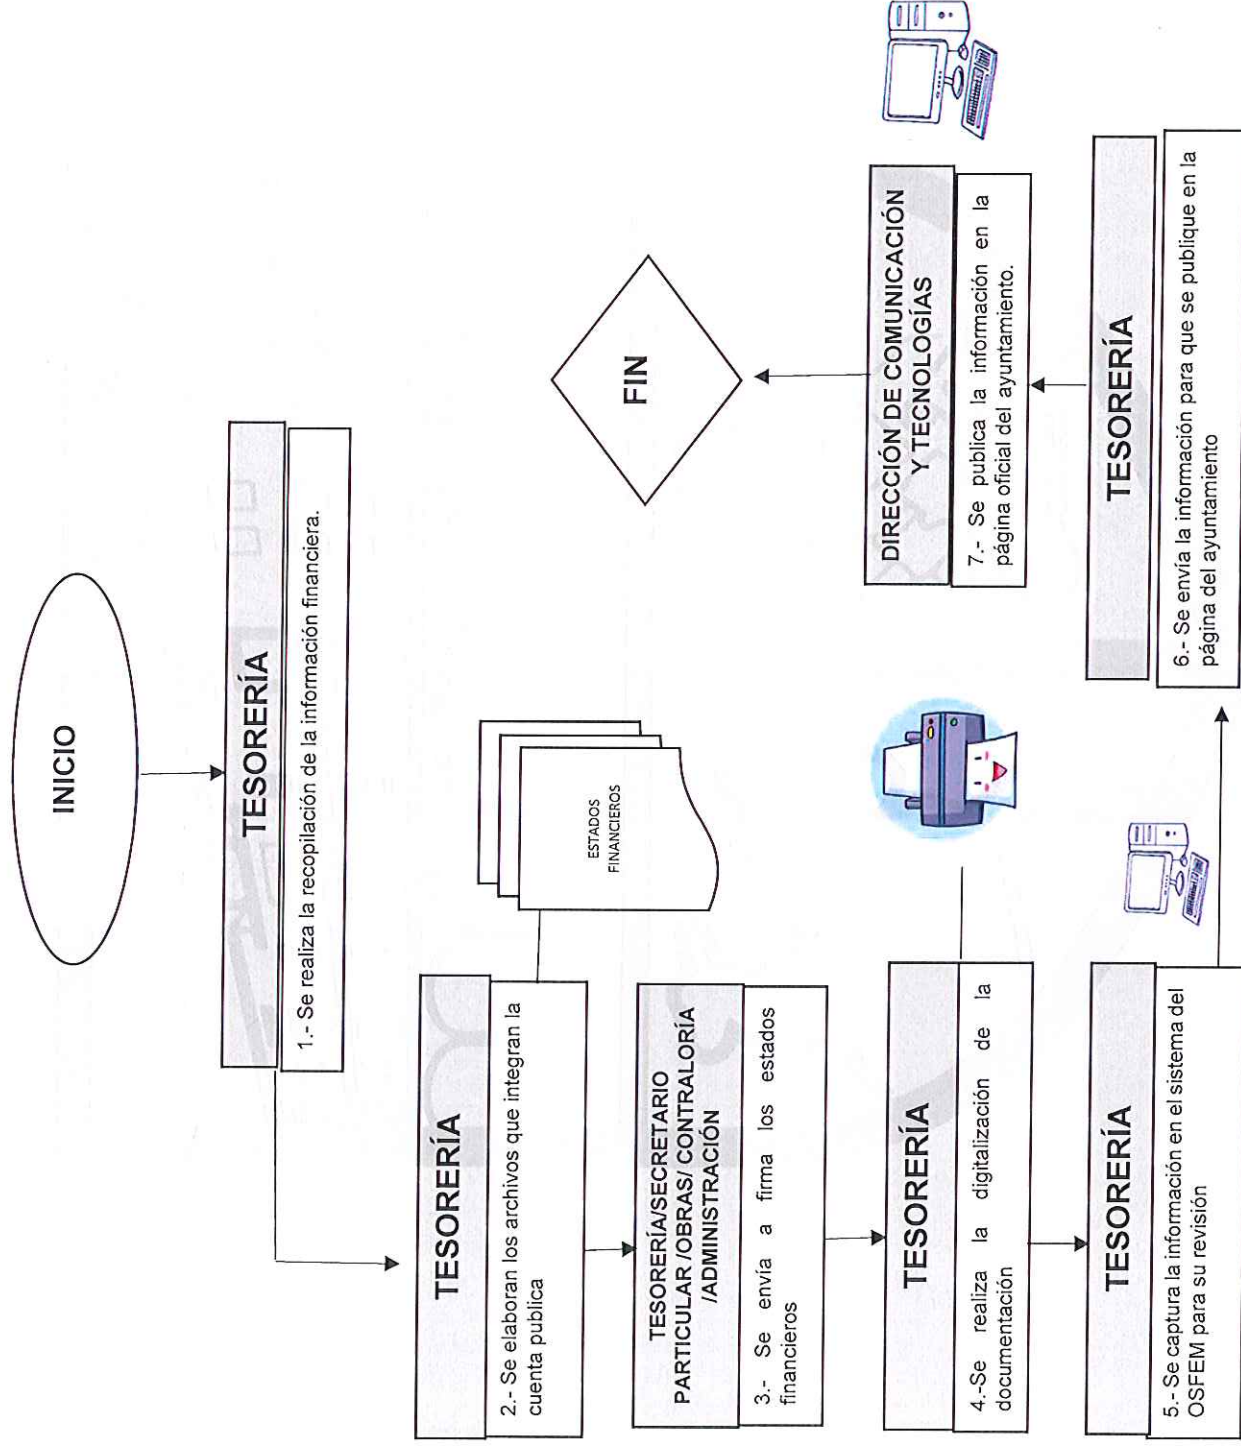 INICIO
TESORERÍA
1.- Se realiza la recopilación de la información financiera.
TESORERÍA
2.- Se elaboran los archivos que integran la
cuenta publica
ESTADOS
FINANCIEROS
TESORERÍA/SECRETARIO
PARTICULAR /OBRAS/ CONTRALORÍA
/ADMINISTRACIÓN
3.- Se envía a firma los estados
financieros
TESORERÍA
4.-Se realiza la digitalización de la
documentación
TESORERÍA
5.- Se captura la información en el sistema del
OSFEM para su revisión
TESORERÍA
6.- Se envía la información para que se publique en la
página del ayuntamiento
DIRECCIÓN DE COMUNICACIÓN
Y TECNOLOGÍAS
7.- Se publica la información en la
página oficial del ayuntamiento.
FIN